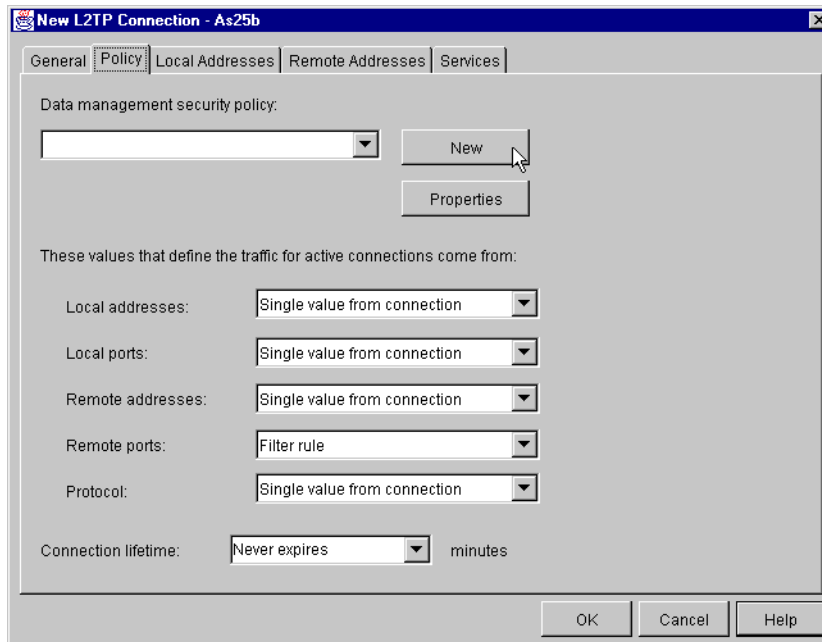 New L2TP Connection - As25b
General Policy Local Addresses Remote Addresses Services
Data management security policy:
New
Properties
These values that define the traffic for active connections come from:
Local addresses: Single value from connection
Local ports: Single value from connection
Remote addresses: Single value from connection
Remote ports: Filter rule
Protocol: Single value from connection
Connection lifetime: Never expires minutes
OK Cancel Help